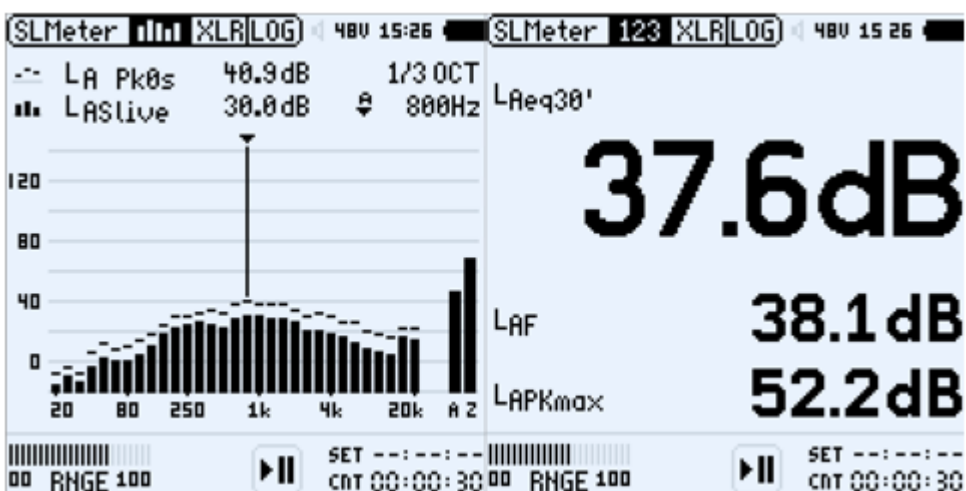 SLMeter XLR LOG 48V 15:26
LA Pk0s 40.9dB 1/3 OCT
LASlive 30.0dB A 800Hz
120
80
40
0
20 80 250 1k 4k 20k A Z
00 RNGE 100
SET --:--:--
CNT 00:00:30
SLMeter 123 XLR LOG 48V 15 26
LAeq30'
37.6dB
LAF 38.1dB
LAPKmax 52.2dB
00 RNGE 100
SET --:--:--
CNT 00:00:30